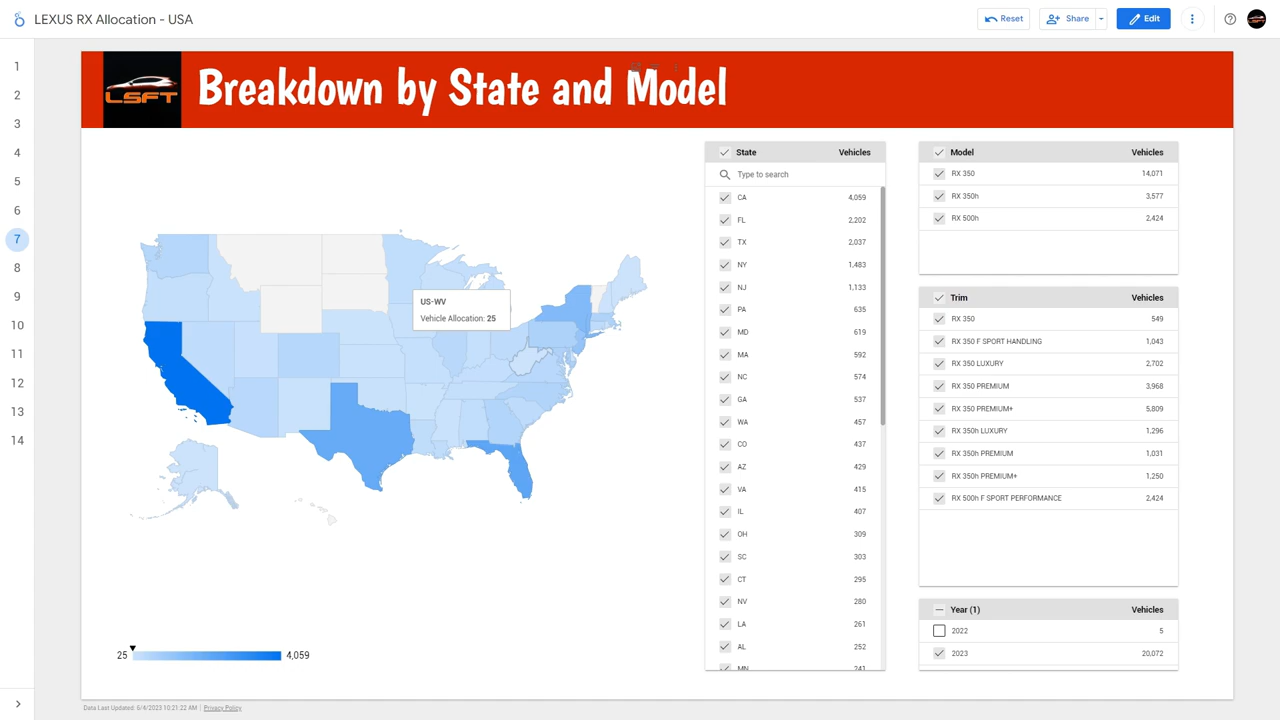 LEXUS RX Allocation - USA
Reset
Share
Edit
1
2
3
4
5
6
7
8
9
10
11
12
13
14
LSFT
Breakdown by State and Model
US-WV
Vehicle Allocation: 25
25
4,059
State Vehicles
Type to search
CA 4,059
FL 2,202
TX 2,037
NY 1,483
NJ 1,133
PA 635
MD 619
MA 592
NC 574
GA 537
WA 457
CO 437
AZ 429
VA 415
IL 407
OH 309
SC 303
CT 295
NV 280
LA 261
AL 252
MN 241
Model Vehicles
RX 350 14,071
RX 350h 3,577
RX 500h 2,424
Trim Vehicles
RX 350 549
RX 350 F SPORT HANDLING 1,043
RX 350 LUXURY 2,702
RX 350 PREMIUM 3,968
RX 350 PREMIUM+ 5,809
RX 350h LUXURY 1,296
RX 350h PREMIUM 1,031
RX 350h PREMIUM+ 1,250
RX 500h F SPORT PERFORMANCE 2,424
Year (1) Vehicles
2022 5
2023 20,072
Data Last Updated: 6/4/2023 10:21:22 AM | Privacy Policy